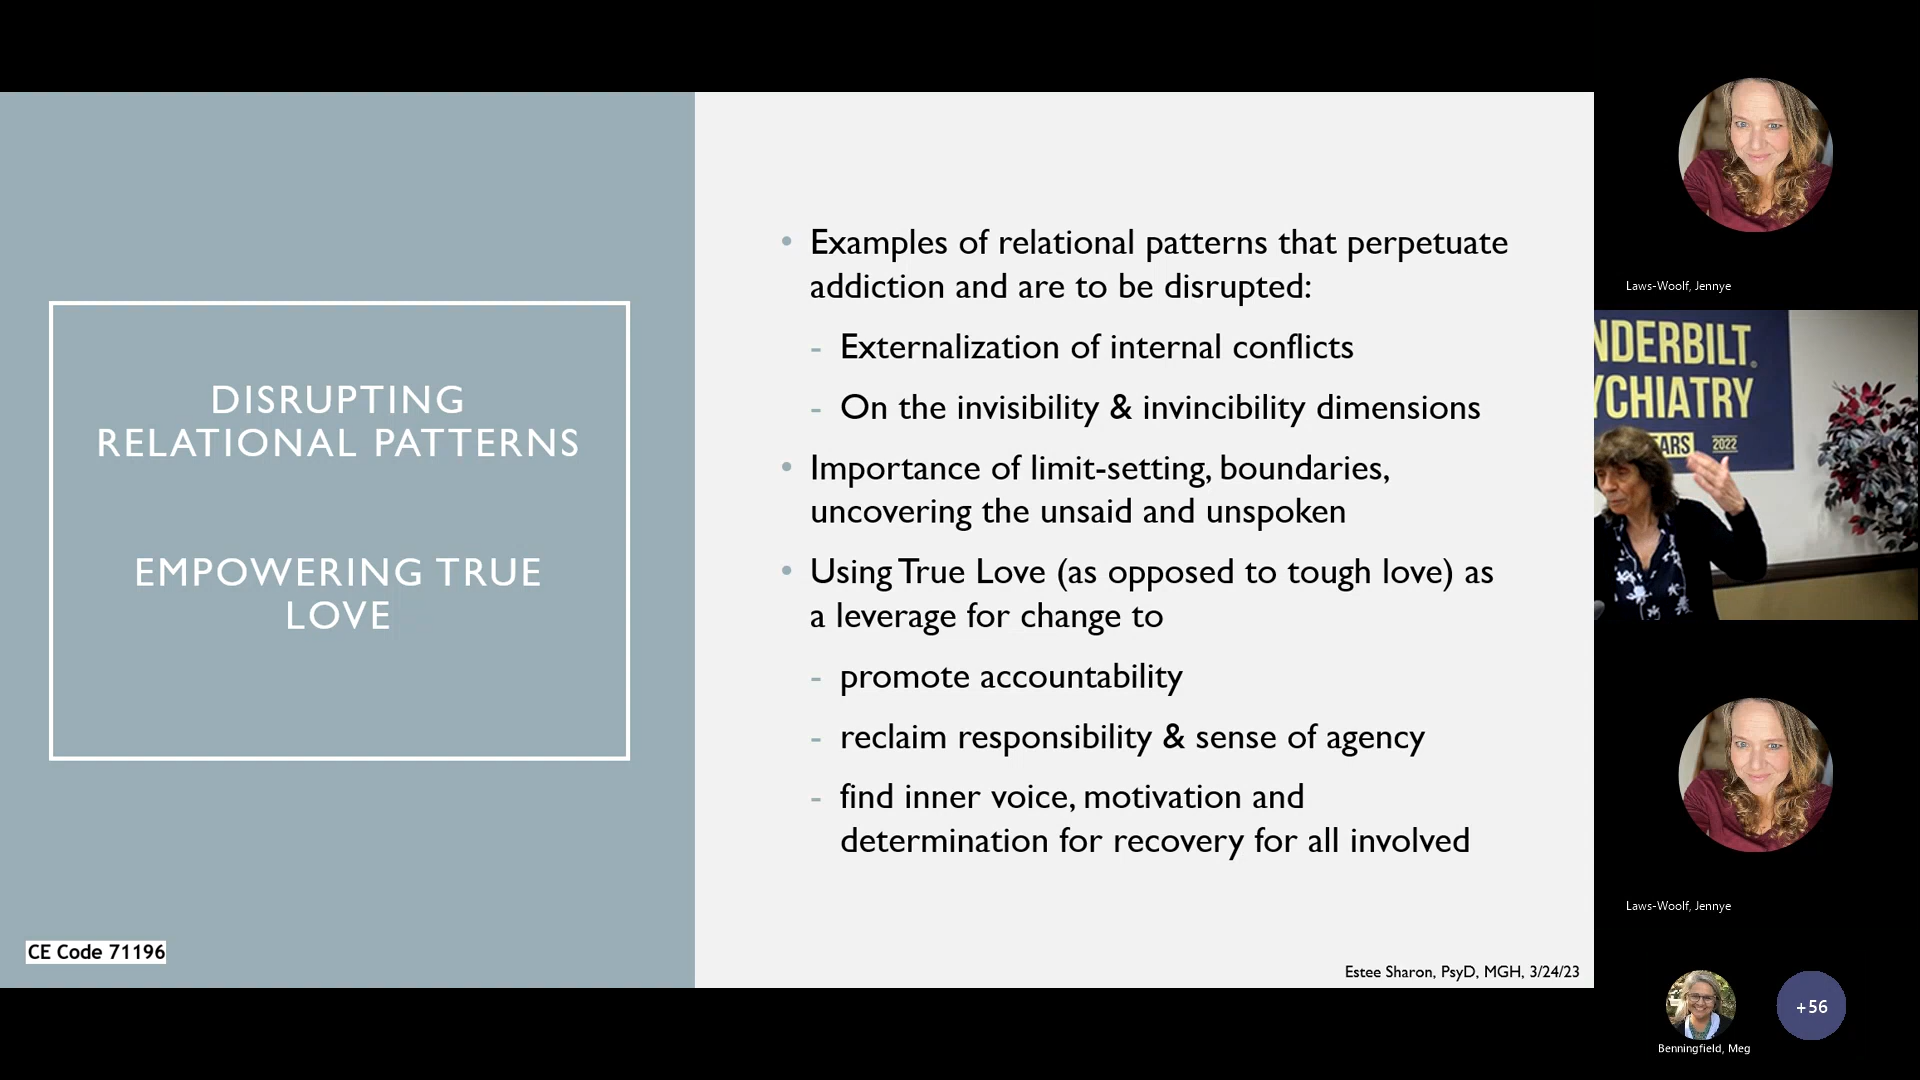 DISRUPTING
RELATIONAL PATTERNS
EMPOWERING TRUE
LOVE
CE Code 71196
• Examples of relational patterns that perpetuate
addiction and are to be disrupted:
- Externalization of internal conflicts
- On the invisibility & invincibility dimensions
• Importance of limit-setting, boundaries,
uncovering the unsaid and unspoken
• Using True Love (as opposed to tough love) as
a leverage for change to
- promote accountability
- reclaim responsibility & sense of agency
- find inner voice, motivation and
determination for recovery for all involved
Estee Sharon, PsyD, MGH, 3/24/23
Laws-Woolf, Jennye
NDERBILT
YCHIATRY
EARS 2022
Laws-Woolf, Jennye
Benningfield, Meg
+56